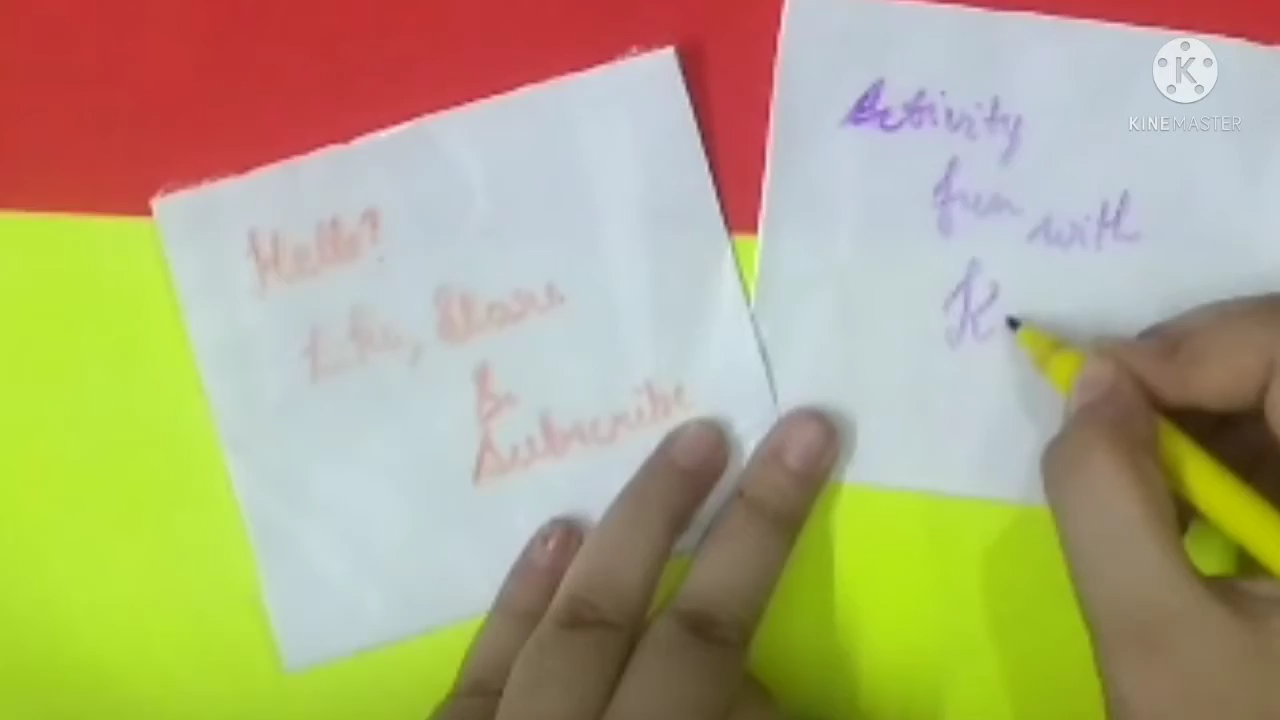 Hello?
Like, Share
&
Subscribe
Activity
fun with
K
KINEMASTER